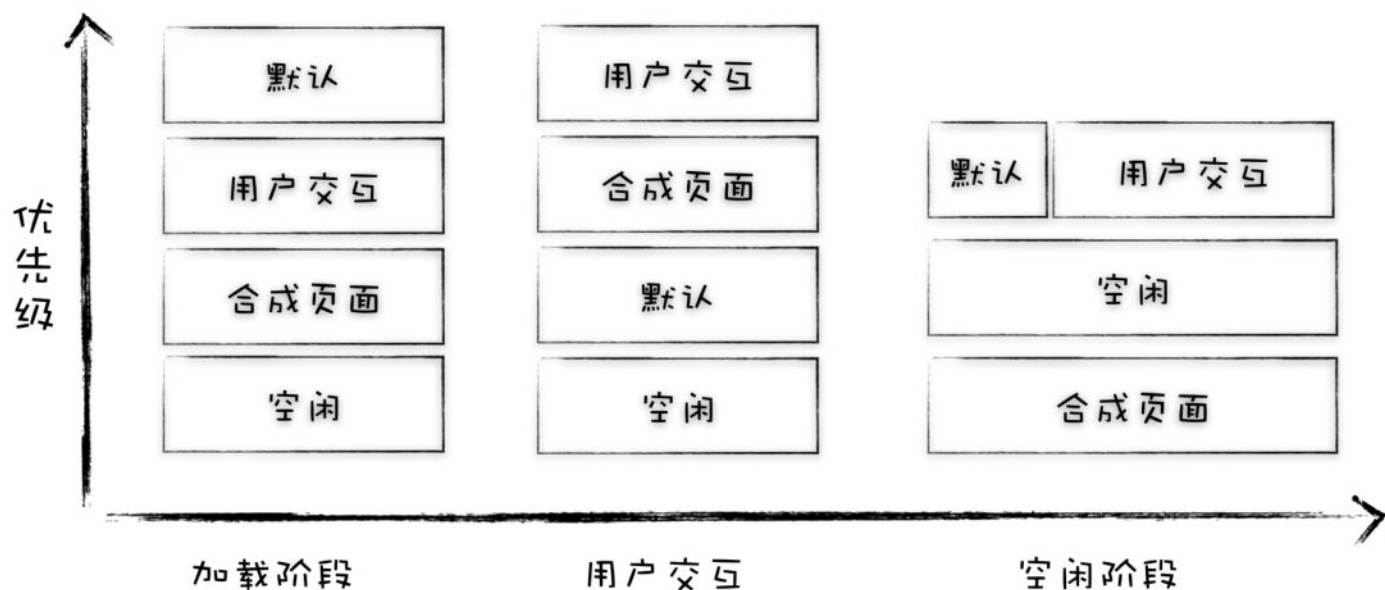 优先级
默认
用户交互
合成页面
空闲
用户交互
合成页面
默认
空闲
默认
用户交互
空闲
合成页面
加载阶段
用户交互
空闲阶段